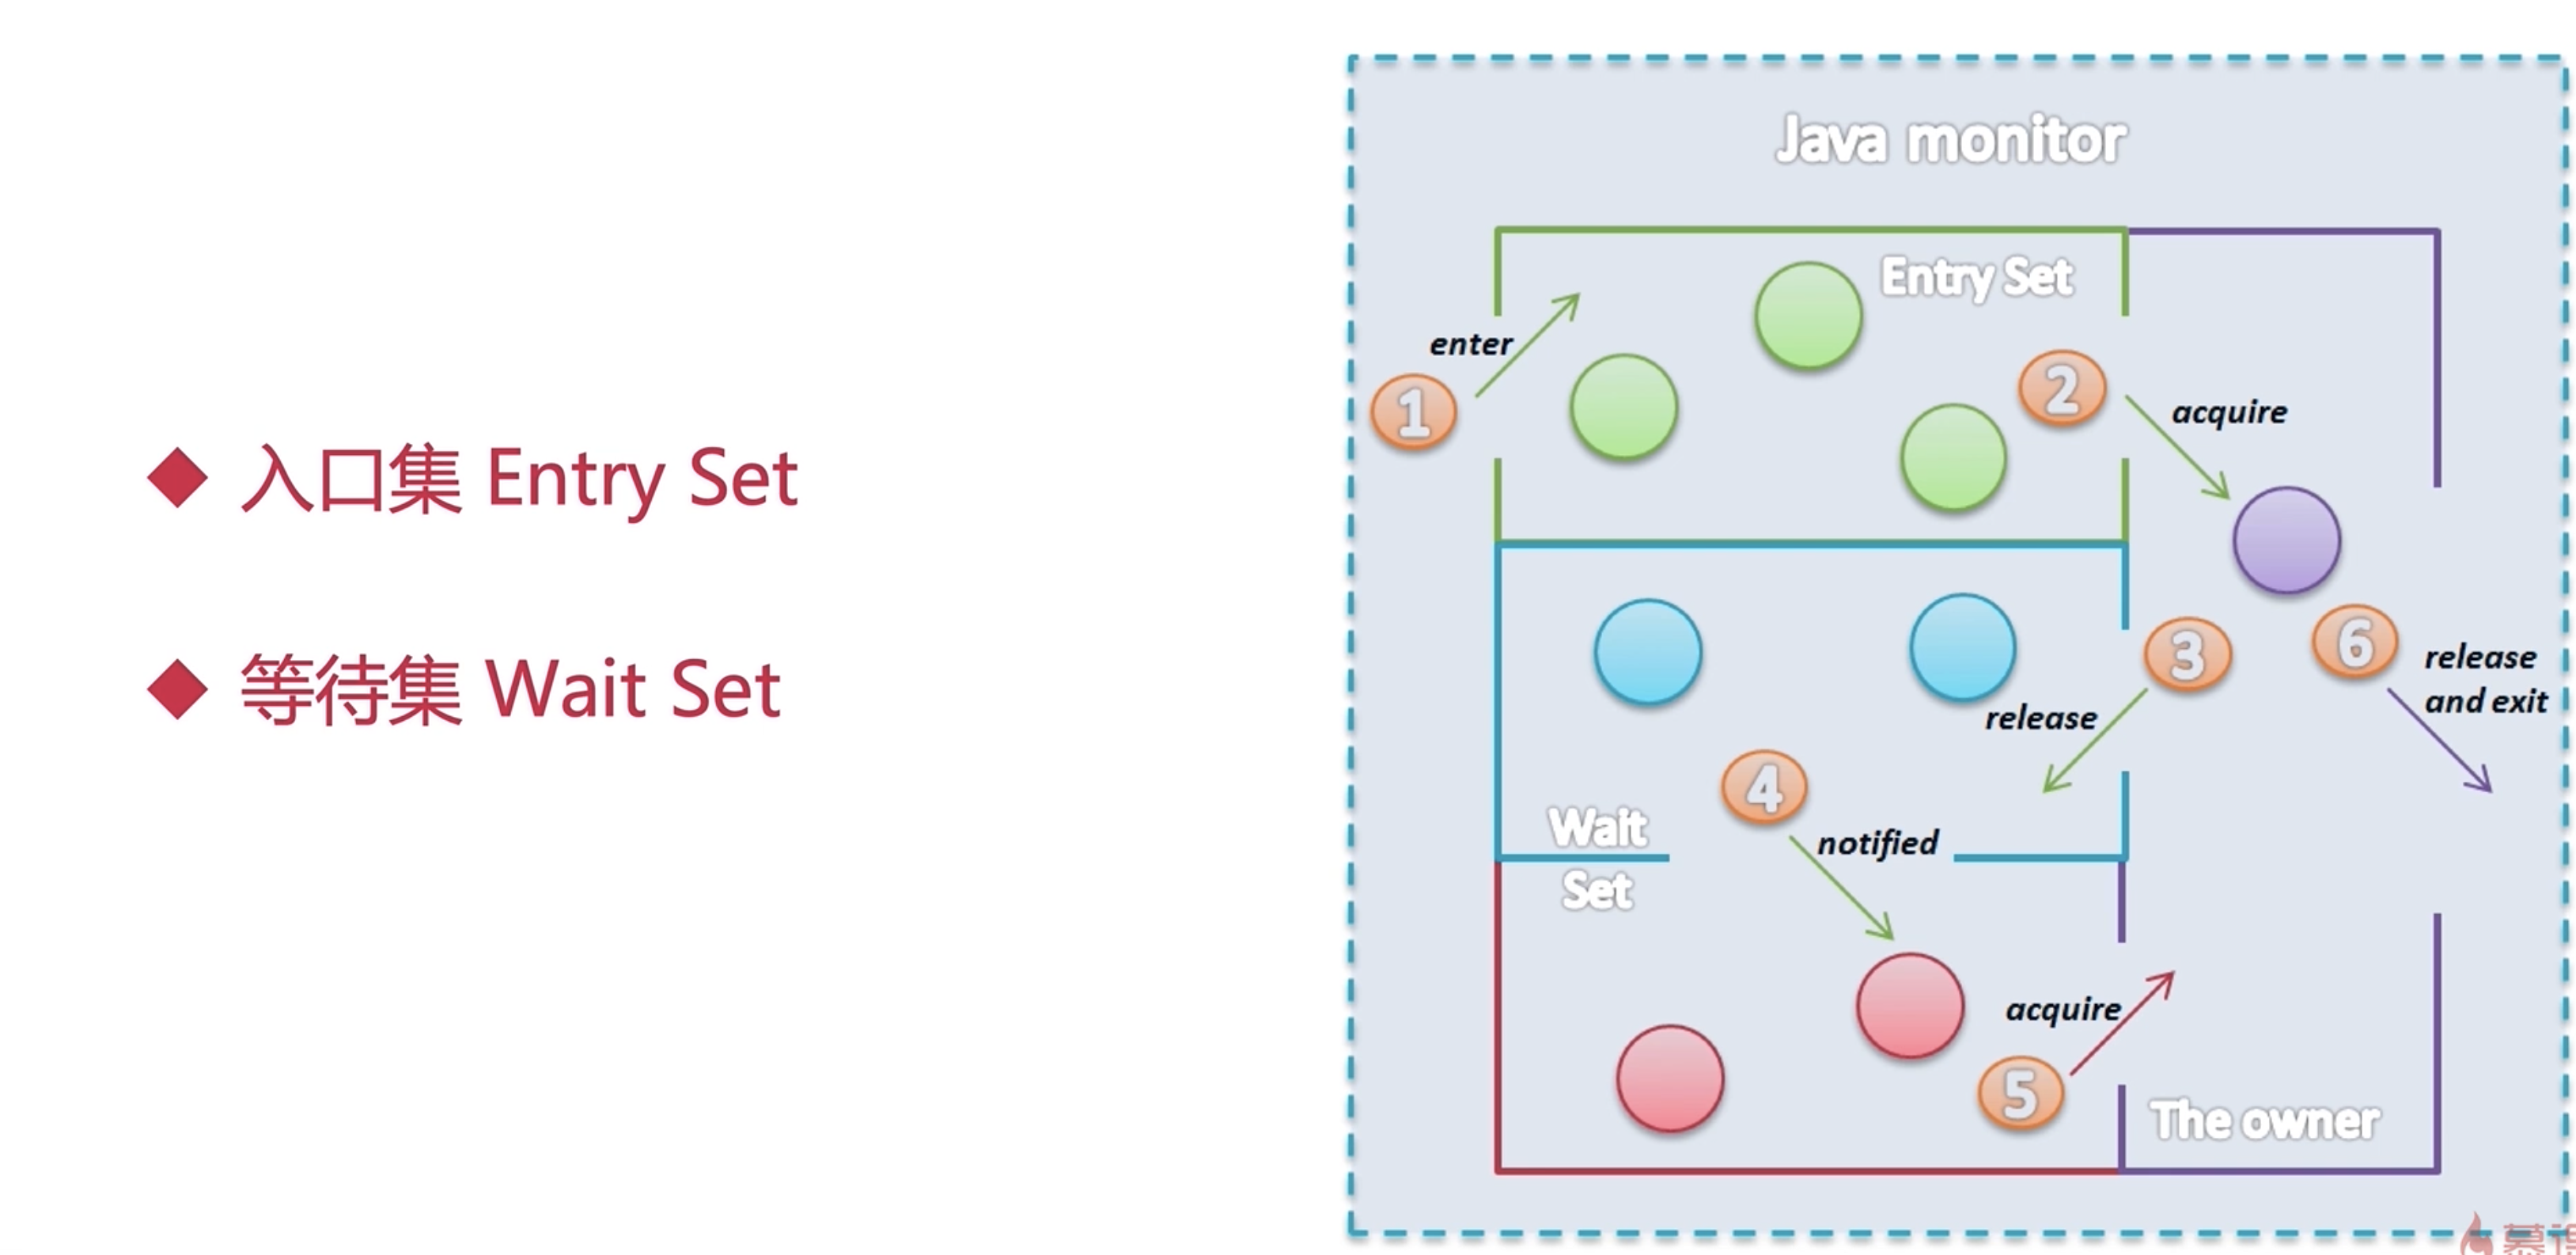 入口集 Entry Set
等待集 Wait Set
Java monitor
Entry Set
enter
1
2
acquire
3
6
release
and exit
release
4
notified
Wait
Set
acquire
5
The owner